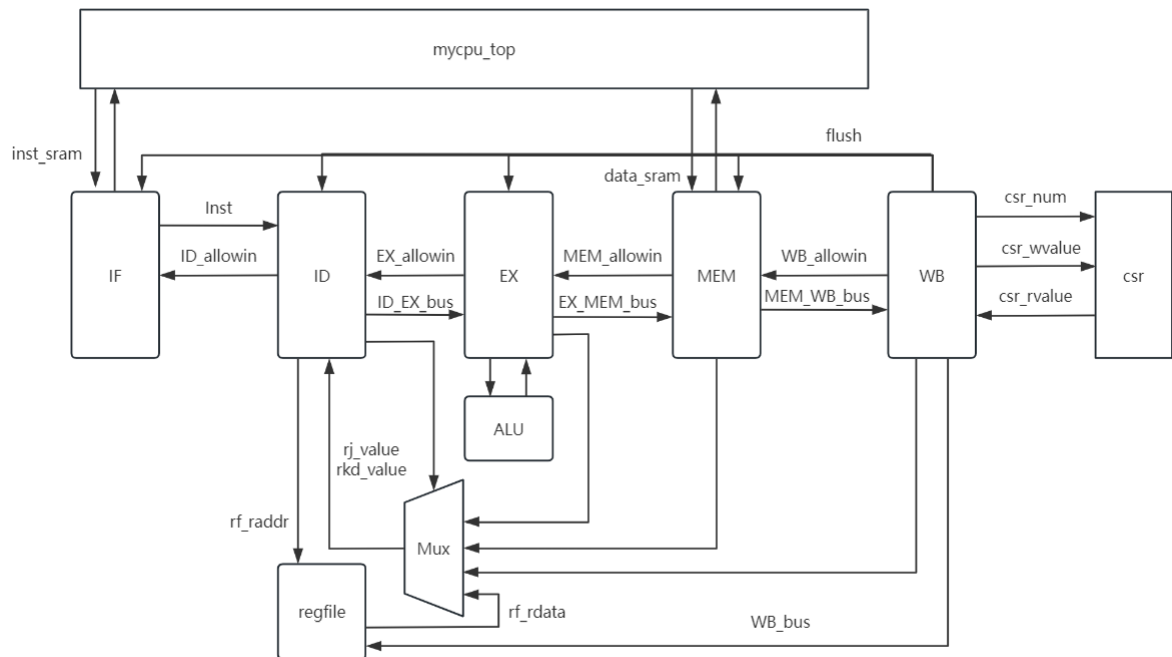 mycpu_top
inst_sram
flush
data_sram
Inst
csr_num
IF
ID_allowin
ID
EX_allowin
EX
MEM_allowin
MEM
WB_allowin
WB
csr_wvalue
csr
ID_EX_bus
EX_MEM_bus
MEM_WB_bus
csr_rvalue
ALU
rj_value
rkd_value
rf_raddr
Mux
regfile
rf_rdata
WB_bus